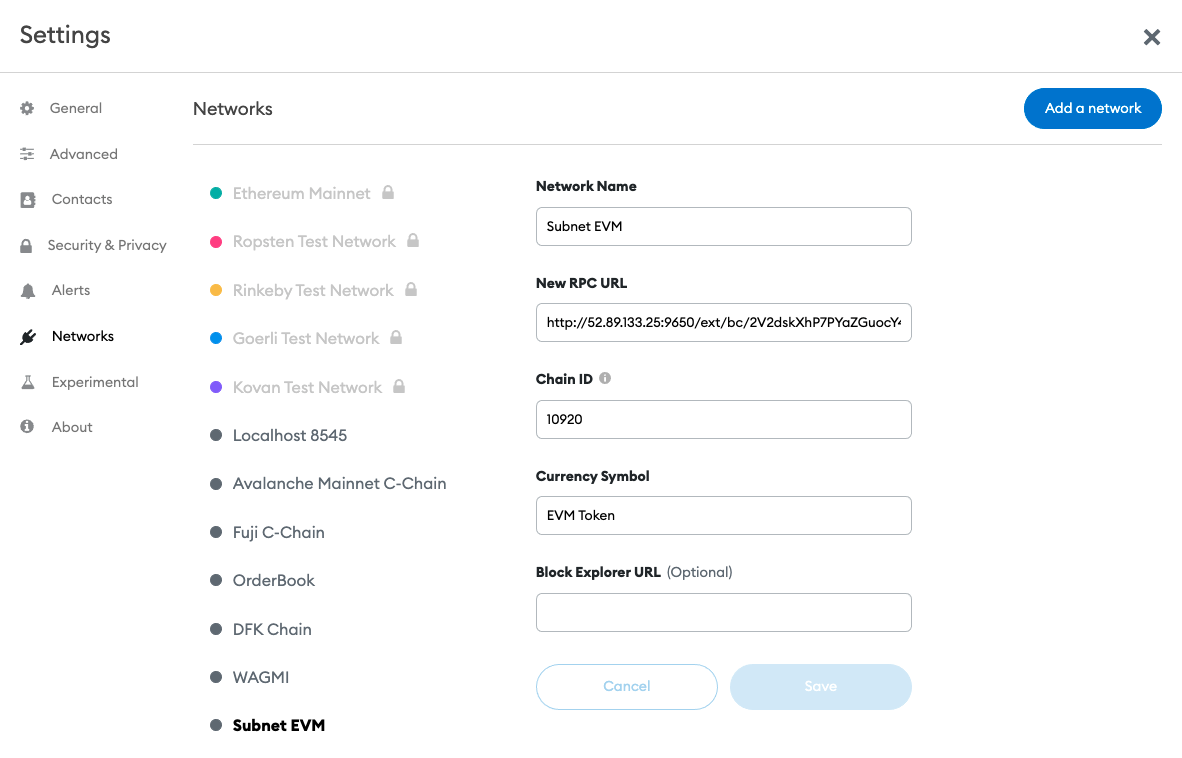 Settings
General
Advanced
Contacts
Security & Privacy
Alerts
Networks
Experimental
About
Networks
Add a network
Ethereum Mainnet
Ropsten Test Network
Rinkeby Test Network
Goerli Test Network
Kovan Test Network
Localhost 8545
Avalanche Mainnet C-Chain
Fuji C-Chain
OrderBook
DFK Chain
WAGMI
Subnet EVM
Network Name
Subnet EVM
New RPC URL
http://52.89.133.25:9650/ext/bc/2V2dskXhP7PYaZGuocY4
Chain ID
10920
Currency Symbol
EVM Token
Block Explorer URL (Optional)
Cancel
Save